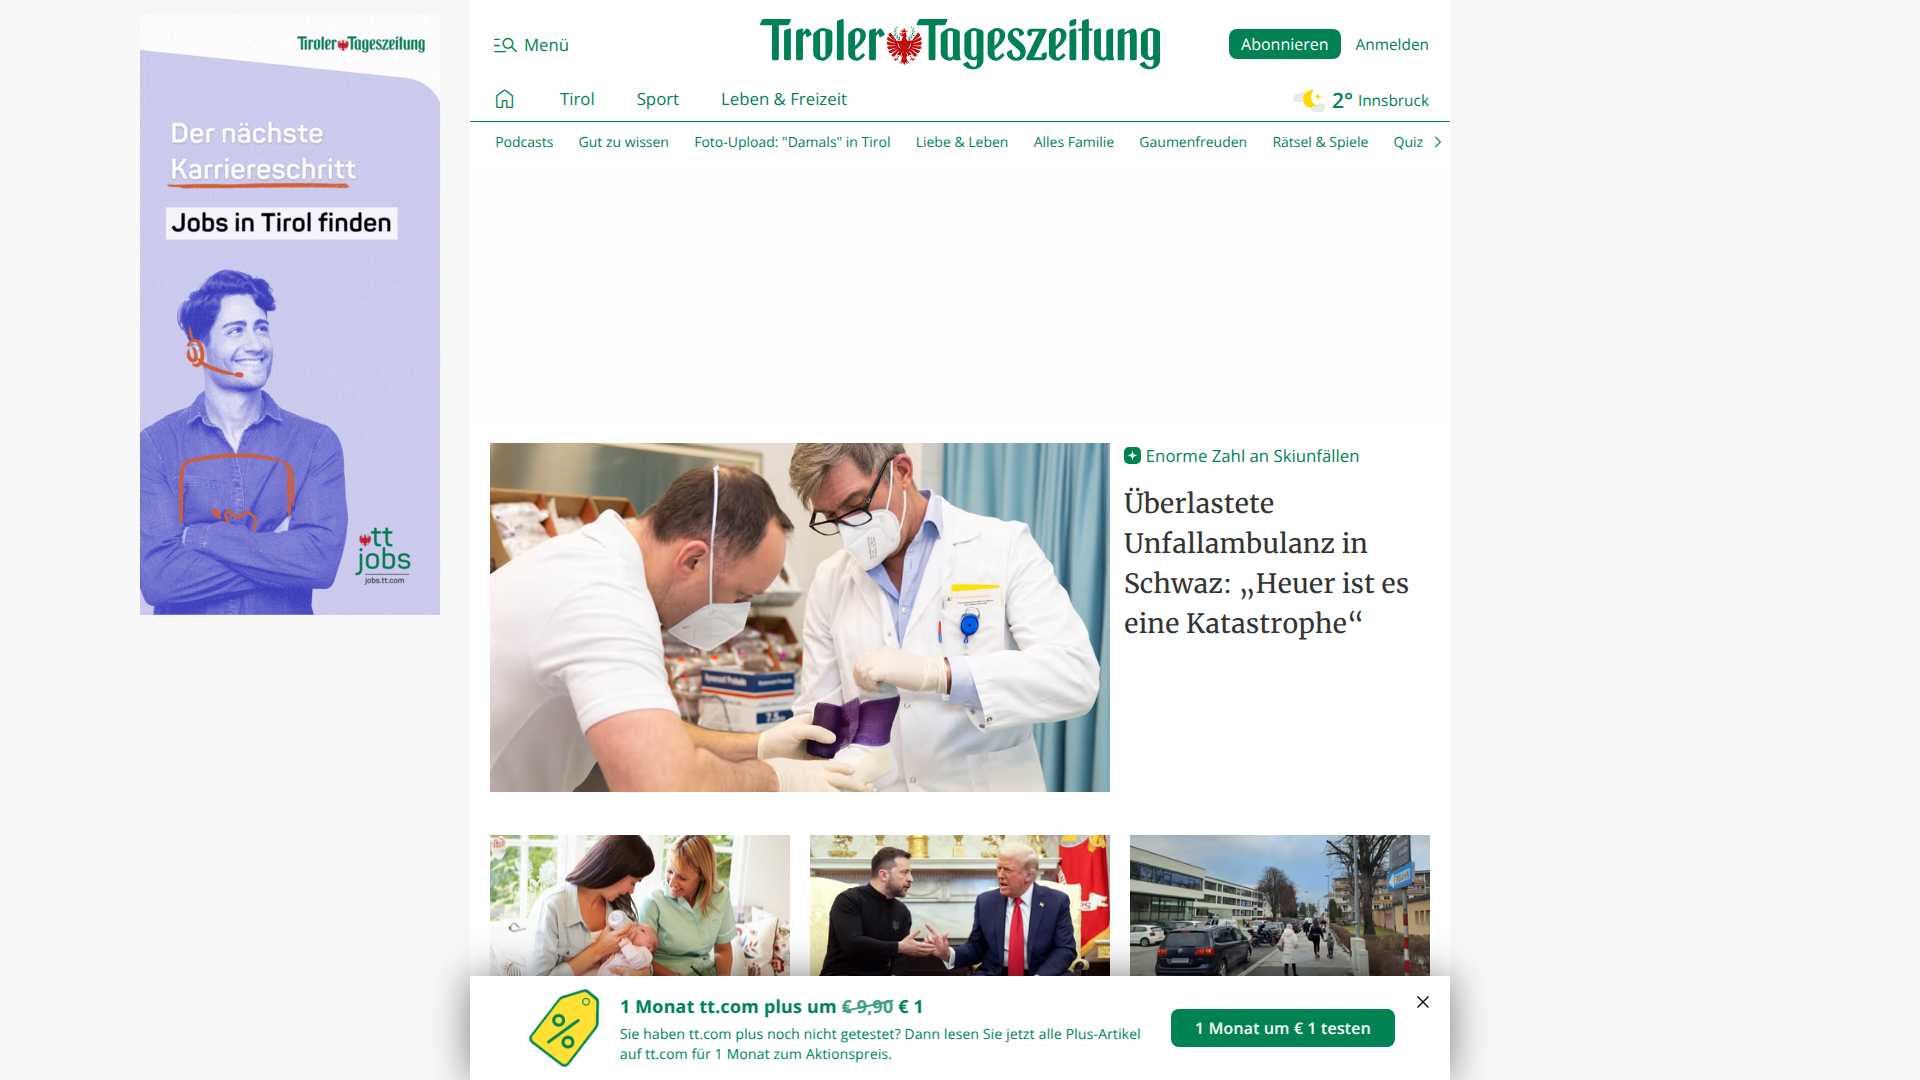 Tiroler Tageszeitung
Der nächste
Karriereschritt
Jobs in Tirol finden
tt
jobs
jobs.tt.com
Menü
Tiroler Tageszeitung
Abonnieren
Anmelden
Tirol
Sport
Leben & Freizeit
2° Innsbruck
Podcasts
Gut zu wissen
Foto-Upload: "Damals" in Tirol
Liebe & Leben
Alles Familie
Gaumenfreuden
Rätsel & Spiele
Quiz
Enorme Zahl an Skiunfällen
Überlastete
Unfallambulanz in
Schwaz: „Heuer ist es
eine Katastrophe“
1 Monat tt.com plus um € 9,90 € 1
Sie haben tt.com plus noch nicht getestet? Dann lesen Sie jetzt alle Plus-Artikel
auf tt.com für 1 Monat zum Aktionspreis.
1 Monat um € 1 testen